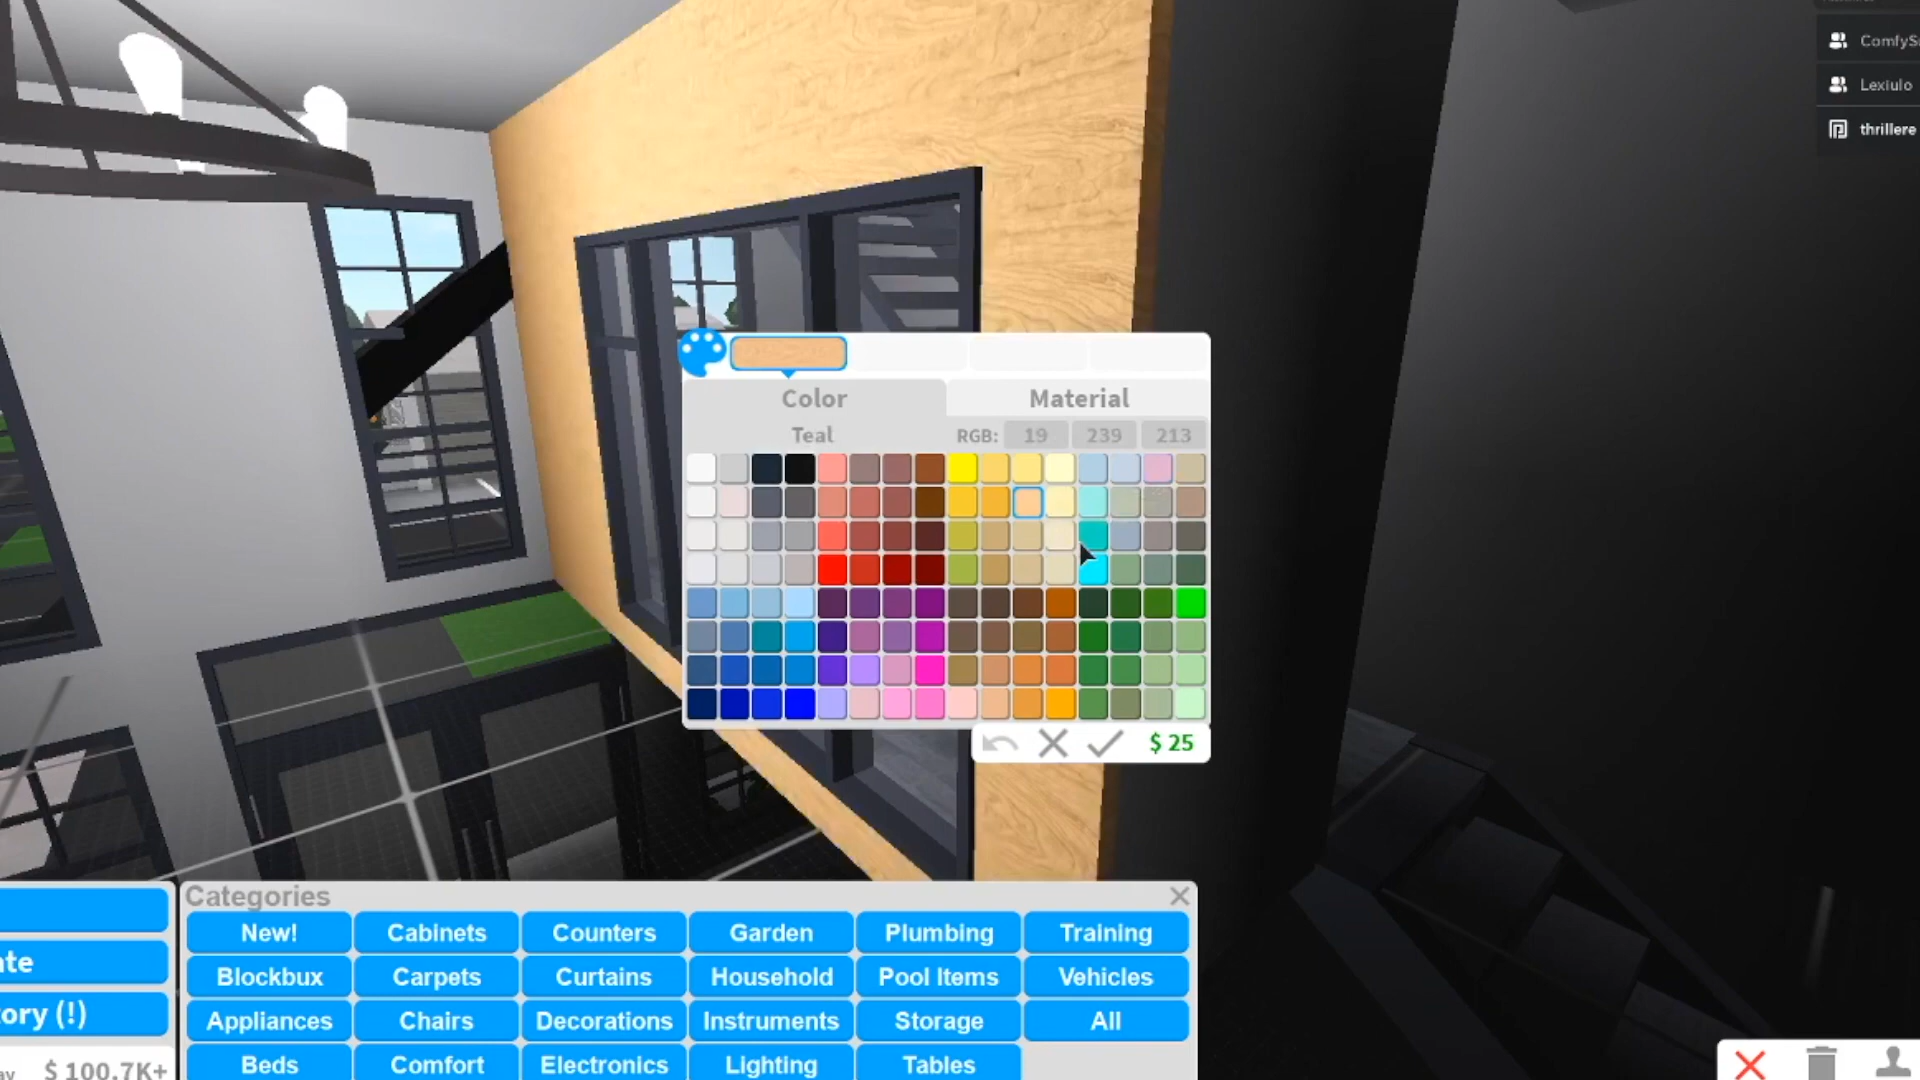 ComfyS
Lexiulo
thrillere
Color
Material
Teal
RGB:
19
239
213
$ 25
Categories
New!
Cabinets
Counters
Garden
Plumbing
Training
ate
Blockbux
Carpets
Curtains
Household
Pool Items
Vehicles
ory (!)
Appliances
Chairs
Decorations
Instruments
Storage
All
Beds
Comfort
Electronics
Lighting
Tables
ay
$ 100.7K+